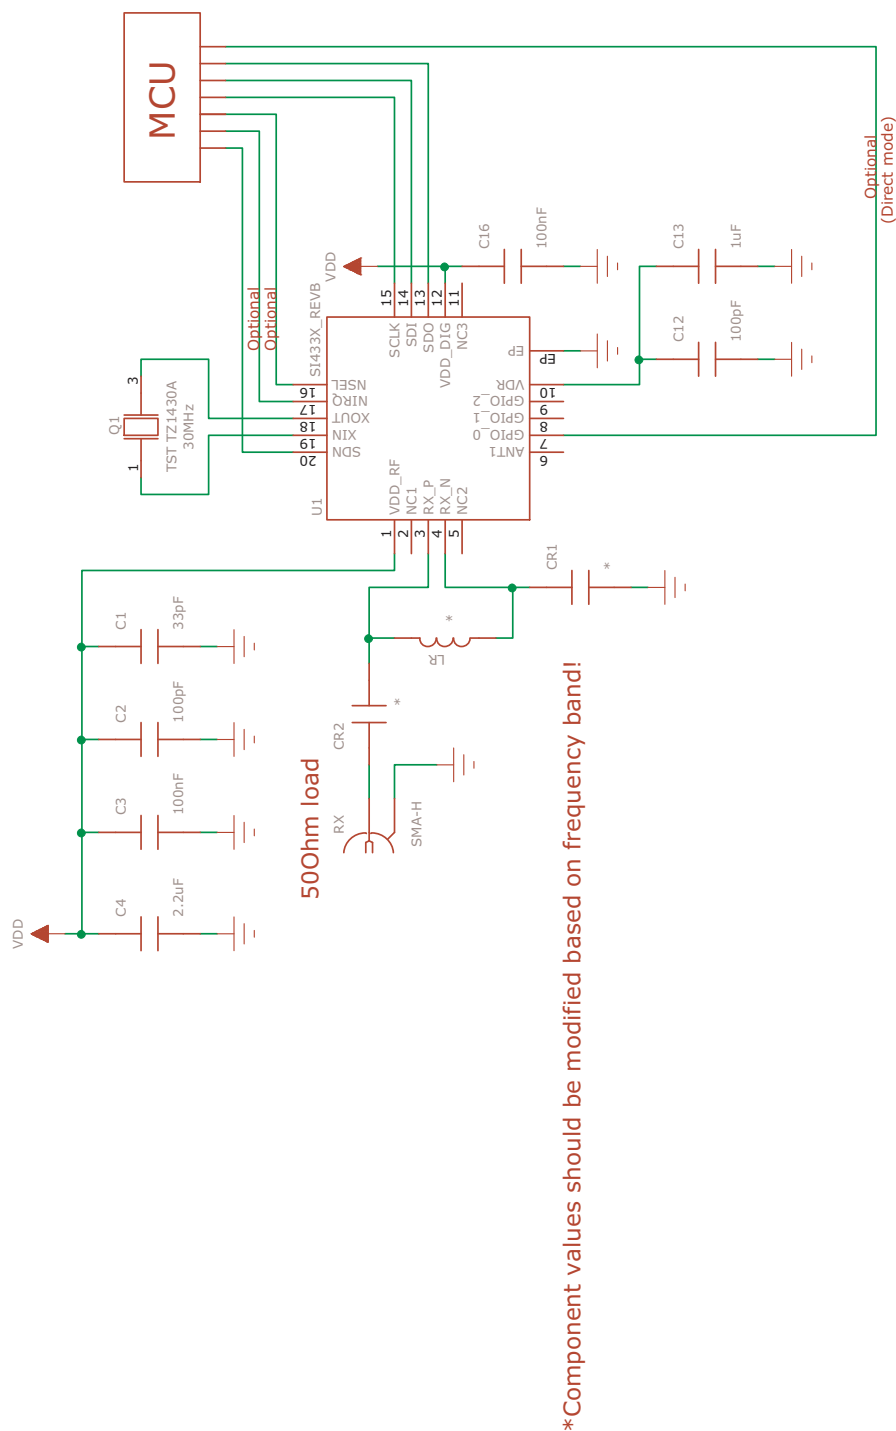 MCU
Optional
(Direct mode)
Optional
Optional
VDD
C16
100nF
C13
1uF
C12
100pF
SI433X_REVB
15
14
13
12
11
SCLK
SDI
SDO
VDD_DIG
NC3
EP
EP
NSEL
NIRQ
XOUT
XIN
SDN
16
17
18
19
20
VDR
GPIO_2
GPIO_1
GPIO_0
ANT1
10
9
8
7
6
U1
VDD_RF
NC1
RX_P
RX_N
NC2
1
2
3
4
5
Q1
3
1
TST TZ1430A
30MHz
C1
33pF
C2
100pF
C3
100nF
C4
2.2uF
VDD
CR1
*
*
LR
CR2
*
RX
SMA-H
50Ohm load
*Component values should be modified based on frequency band!